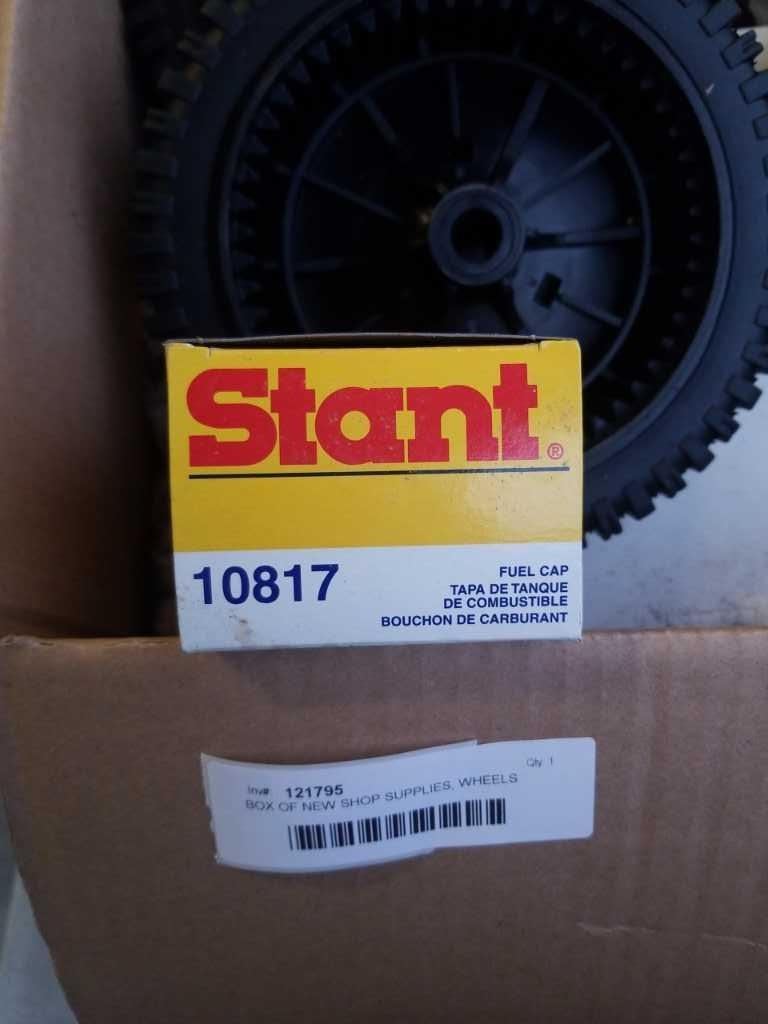 Stant®
10817
FUEL CAP
TAPA DE TANQUE
DE COMBUSTIBLE
BOUCHON DE CARBURANT
Inv# 121795 Qty 1
BOX OF NEW SHOP SUPPLIES, WHEELS